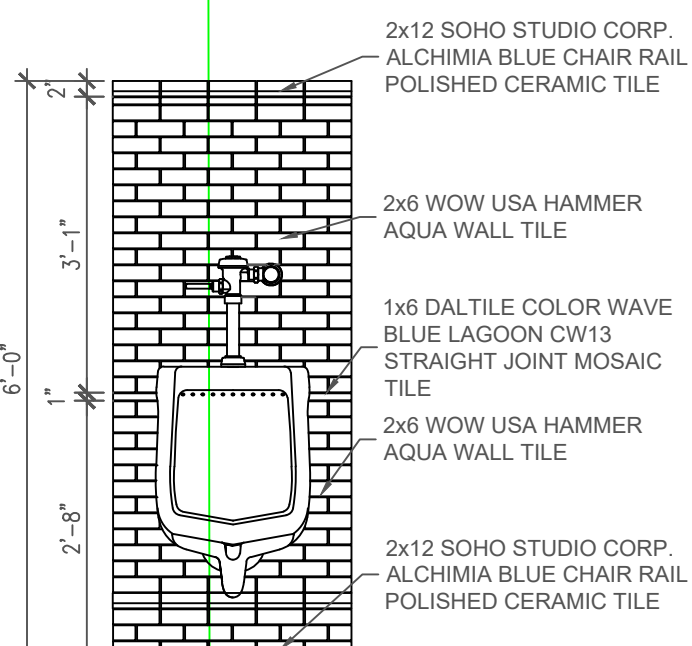 2x12 SOHO STUDIO CORP.
ALCHIMIA BLUE CHAIR RAIL
POLISHED CERAMIC TILE
2"
2x6 WOW USA HAMMER
AQUA WALL TILE
3'-1"
1x6 DALTILE COLOR WAVE
BLUE LAGOON CW13
STRAIGHT JOINT MOSAIC
TILE
6'-0"
1"
2x6 WOW USA HAMMER
AQUA WALL TILE
2'-8"
2x12 SOHO STUDIO CORP.
ALCHIMIA BLUE CHAIR RAIL
POLISHED CERAMIC TILE